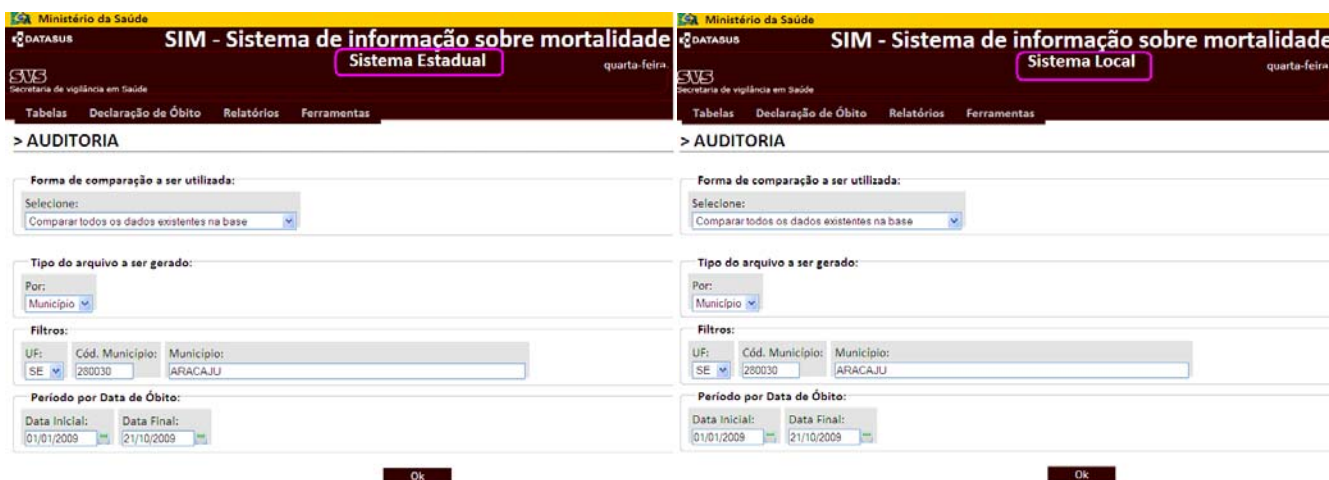 Ministério da Saúde
DATASUS
SIM - Sistema de informação sobre mortalidade
Sistema Estadual
quarta-feira,
SVS
Secretaria de vigilância em Saúde
Tabelas Declaração de Óbito Relatórios Ferramentas
> AUDITORIA
Forma de comparação a ser utilizada:
Selecione:
Comparar todos os dados existentes na base
Tipo do arquivo a ser gerado:
Por:
Município
Filtros:
UF: Cód. Município: Município:
SE 280030 ARACAJU
Período por Data de Óbito:
Data Inicial: Data Final:
01/01/2009 21/10/2009
Ok
Ministério da Saúde
DATASUS
SIM - Sistema de informação sobre mortalidade
Sistema Local
quarta-feira
SVS
Secretaria de vigilância em Saúde
Tabelas Declaração de Óbito Relatórios Ferramentas
> AUDITORIA
Forma de comparação a ser utilizada:
Selecione:
Comparar todos os dados existentes na base
Tipo do arquivo a ser gerado:
Por:
Município
Filtros:
UF: Cód. Município: Município:
SE 280030 ARACAJU
Período por Data de Óbito:
Data Inicial: Data Final:
01/01/2009 21/10/2009
Ok